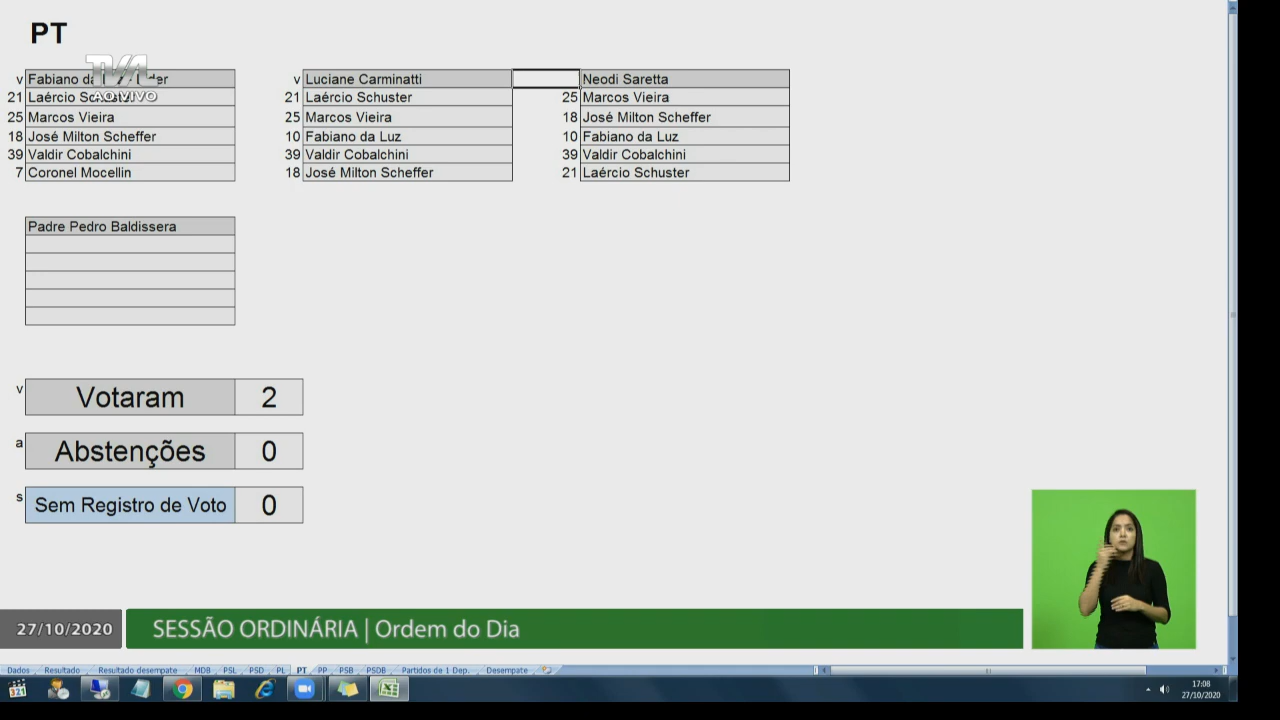 PT
TVAL
AO VIVO
v Fabiano da Luz - Líder
21 Laércio Schuster
25 Marcos Vieira
18 José Milton Scheffer
39 Valdir Cobalchini
7 Coronel Mocellin
v Luciane Carminatti
21 Laércio Schuster
25 Marcos Vieira
10 Fabiano da Luz
39 Valdir Cobalchini
18 José Milton Scheffer
Neodi Saretta
25 Marcos Vieira
18 José Milton Scheffer
10 Fabiano da Luz
39 Valdir Cobalchini
21 Laércio Schuster
Padre Pedro Baldissera
v Votaram 2
a Abstenções 0
s Sem Registro de Voto 0
27/10/2020 SESSÃO ORDINÁRIA | Ordem do Dia
Dados Resultado Resultado desempate MDB PSL PSD PL PT PP PSB PSDB Partidos de 1 Dep. Desempate
17:08
27/10/2020